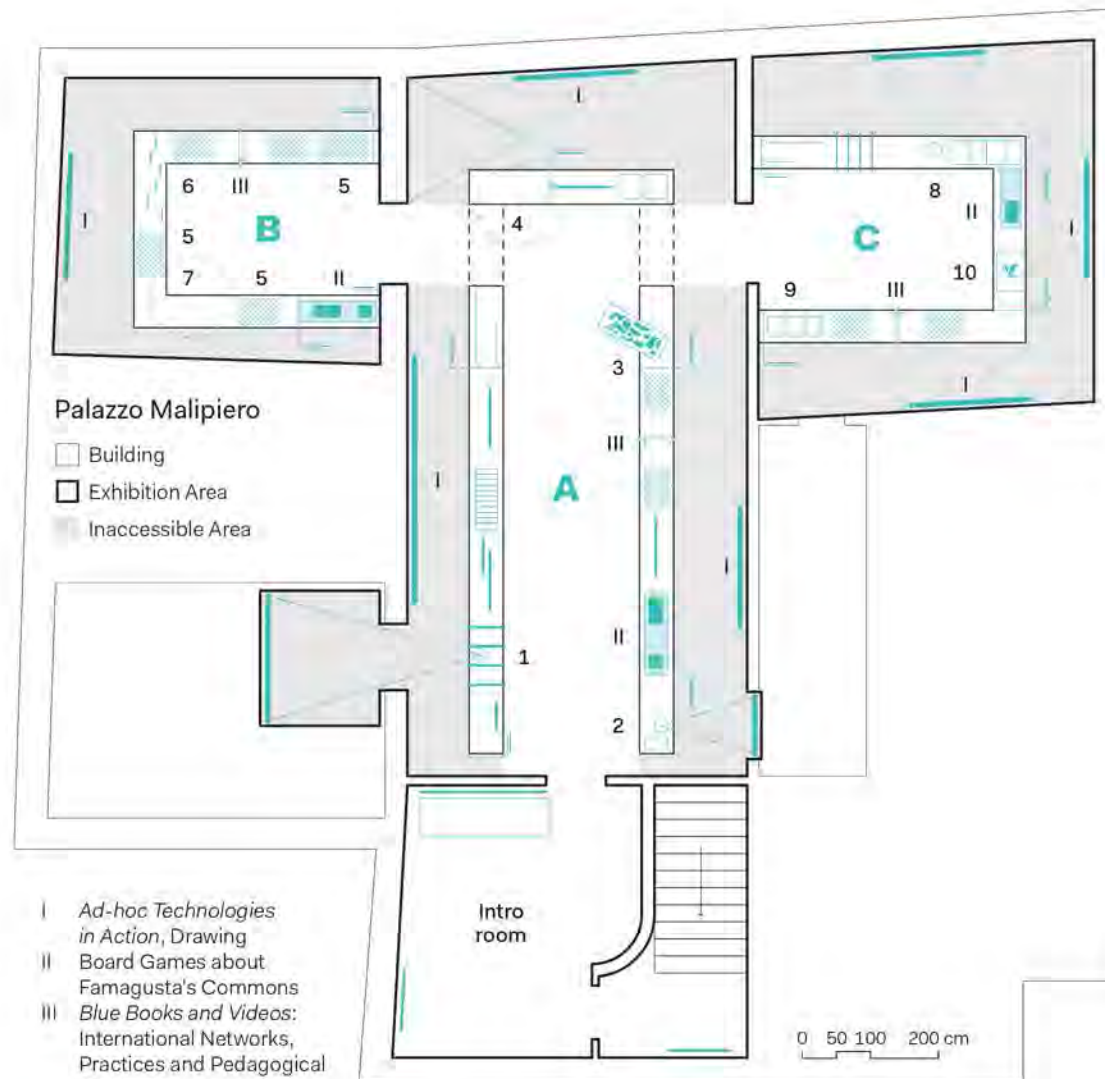 I
I
4
6 III 5
B
5
7 5 II
8
II
C
I
10
9 III
3
I
III
I
A
I
II
1
2
Palazzo Malipiero
Building
Exhibition Area
Inaccessible Area
Intro
room
I Ad-hoc Technologies
in Action, Drawing
II Board Games about
Famagusta's Commons
III Blue Books and Videos:
International Networks,
Practices and Pedagogical
0 50 100 200 cm